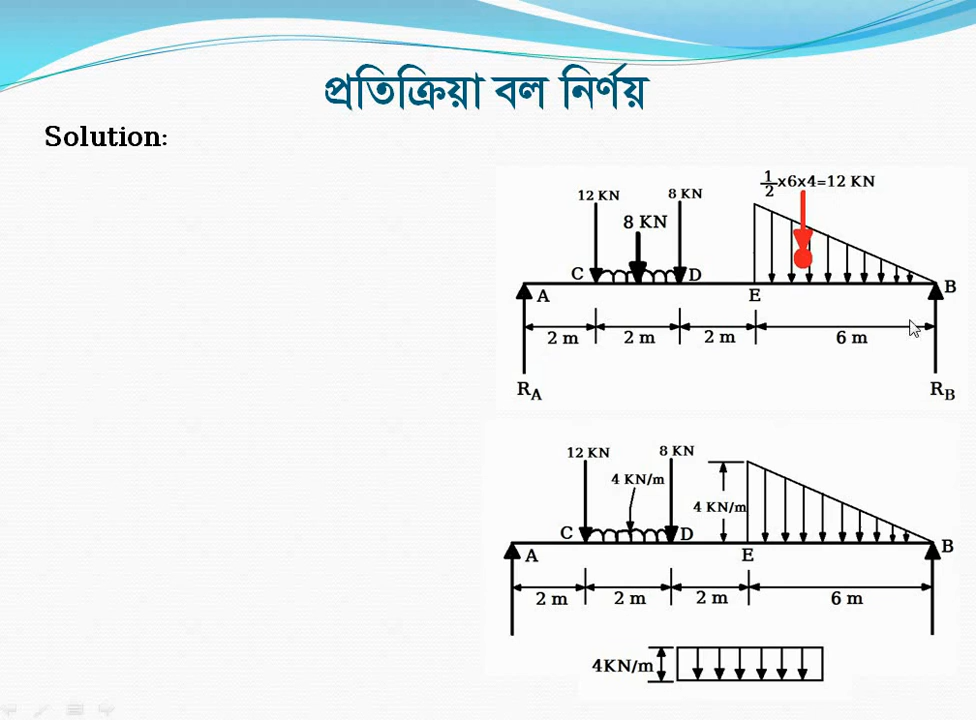 প্রতিক্রিয়া বল নির্ণয়
Solution:
1/2 x6x4=12 KN
12 KN 8 KN
8 KN
C D
A E B
2 m 2 m 2 m 6 m
RA RB
12 KN 8 KN
4 KN/m
4 KN/m
C D
A E B
2 m 2 m 2 m 6 m
4KN/m